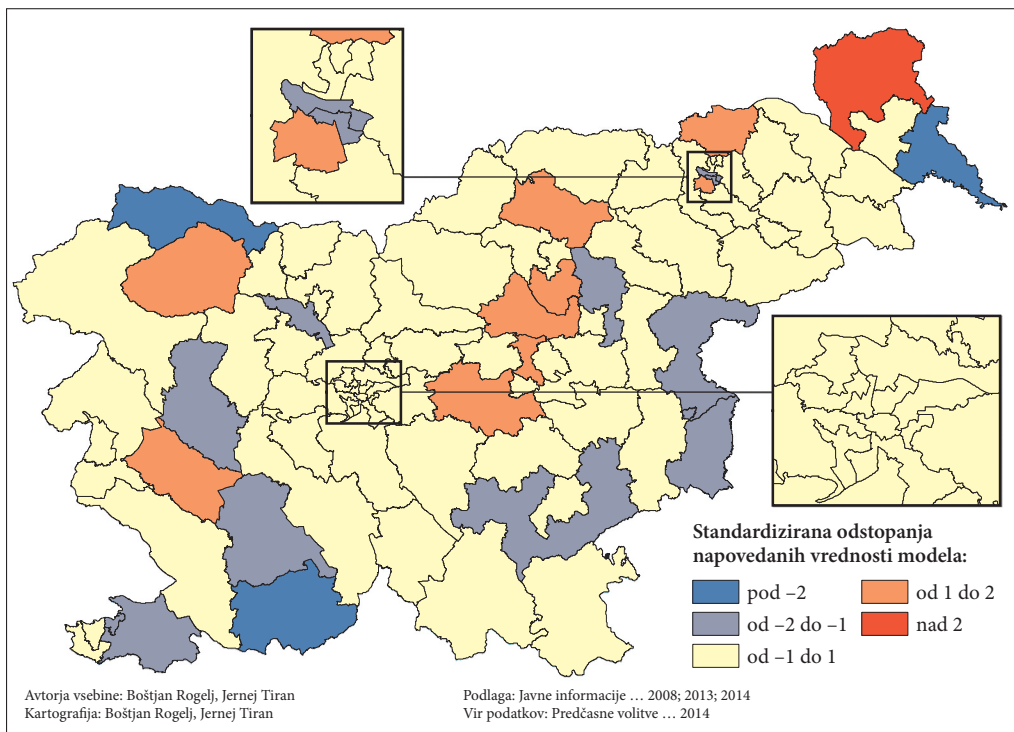 Standardizirana odstopanja
napovedanih vrednosti modela:
pod –2
od –2 do –1
od –1 do 1
od 1 do 2
nad 2
Avtorja vsebine: Boštjan Rogelj, Jernej Tiran
Kartografija: Boštjan Rogelj, Jernej Tiran
Podlaga: Javne informacije … 2008; 2013; 2014
Vir podatkov: Predčasne volitve … 2014